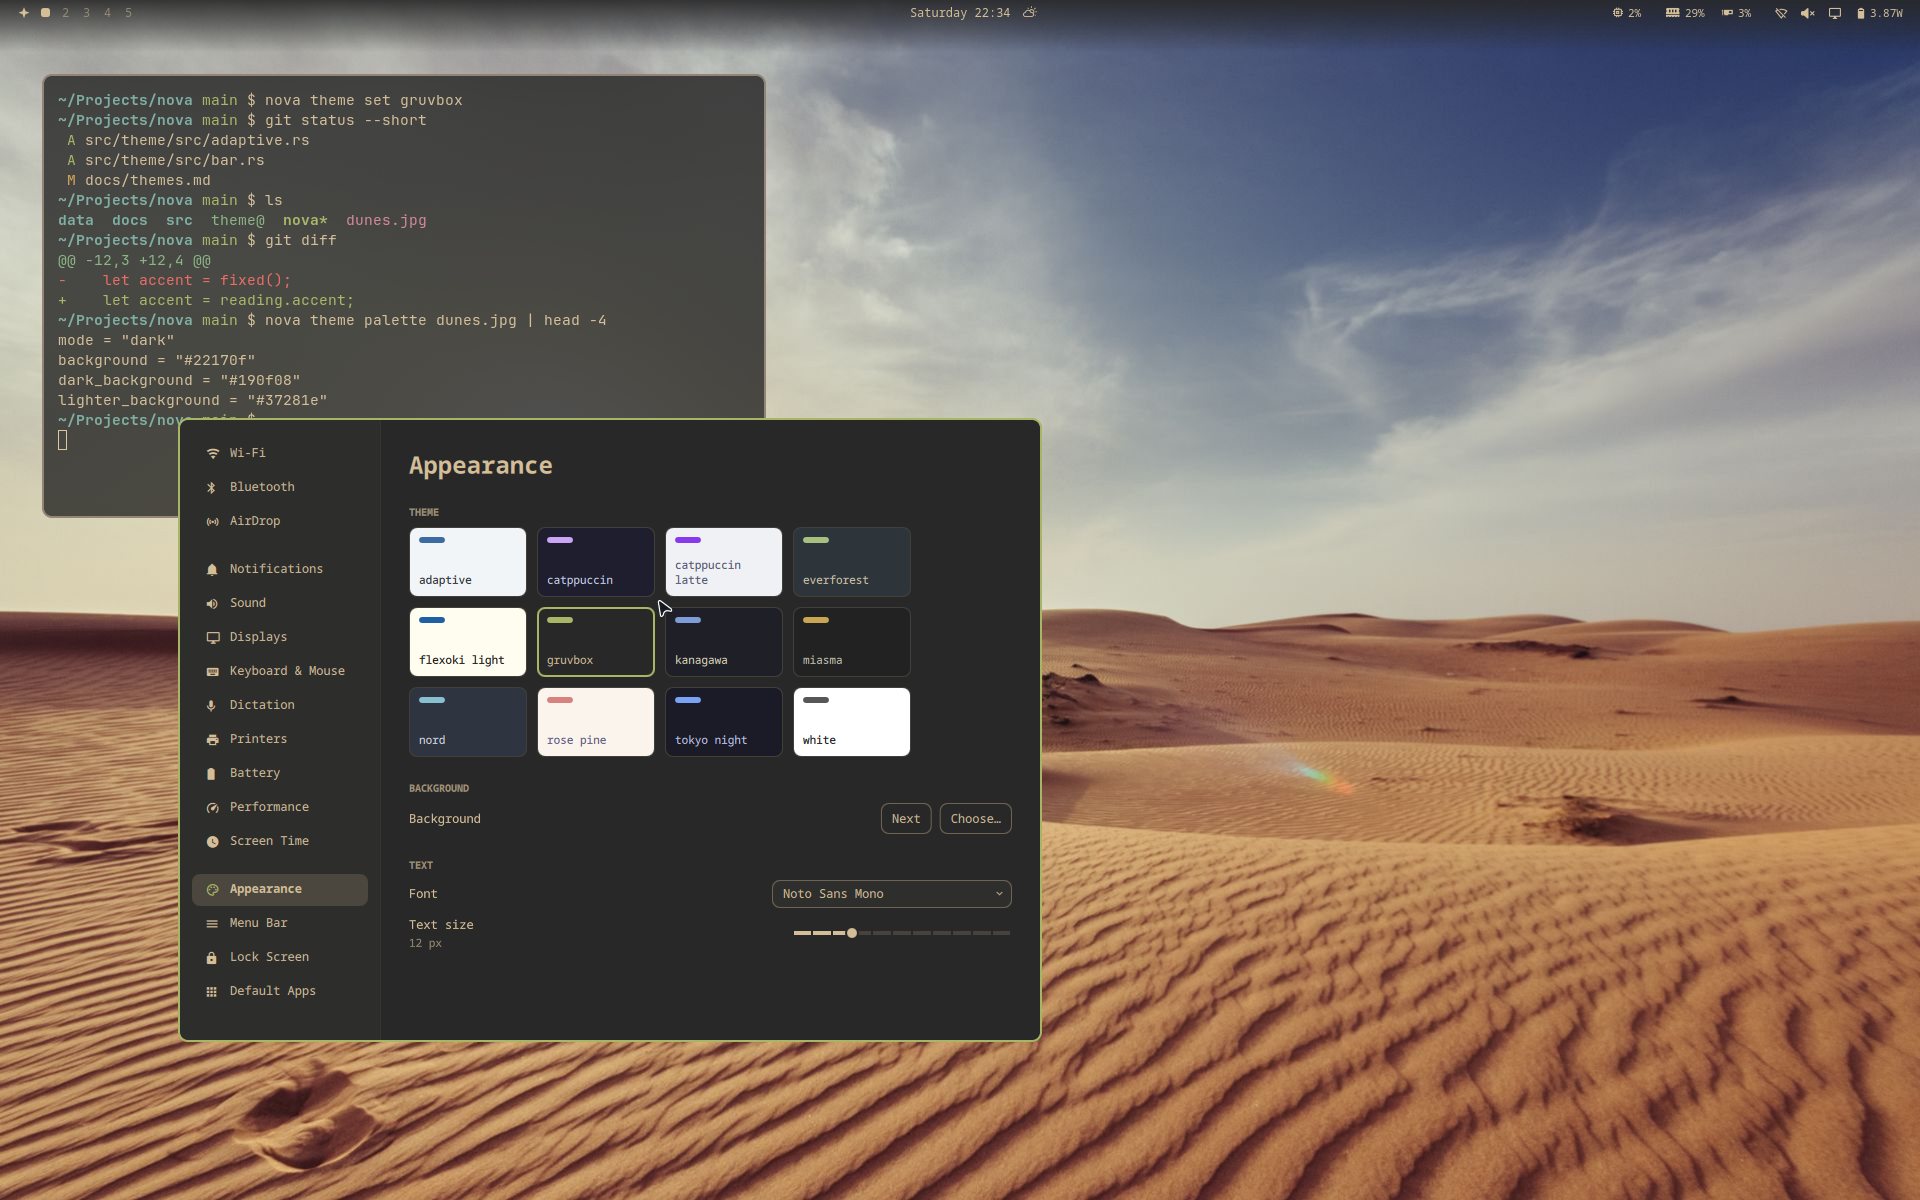 2 3 4 5
Saturday 22:34
2% 29% 3% 3.87W
~/Projects/nova main $ nova theme set gruvbox
~/Projects/nova main $ git status --short
A src/theme/src/adaptive.rs
A src/theme/src/bar.rs
M docs/themes.md
~/Projects/nova main $ ls
data docs src theme@ nova* dunes.jpg
~/Projects/nova main $ git diff
@@ -12,3 +12,4 @@
-    let accent = fixed();
+    let accent = reading.accent;
~/Projects/nova main $ nova theme palette dunes.jpg | head -4
mode = "dark"
background = "#22170f"
dark_background = "#190f08"
lighter_background = "#37281e"
~/Projects/nova main $
Wi-Fi
Bluetooth
AirDrop
Notifications
Sound
Displays
Keyboard & Mouse
Dictation
Printers
Battery
Performance
Screen Time
Appearance
Menu Bar
Lock Screen
Default Apps
Appearance
THEME
adaptive
catppuccin
catppuccin
latte
everforest
flexoki light
gruvbox
kanagawa
miasma
nord
rose pine
tokyo night
white
BACKGROUND
Background
Next
Choose…
TEXT
Font
Noto Sans Mono
Text size
12 px